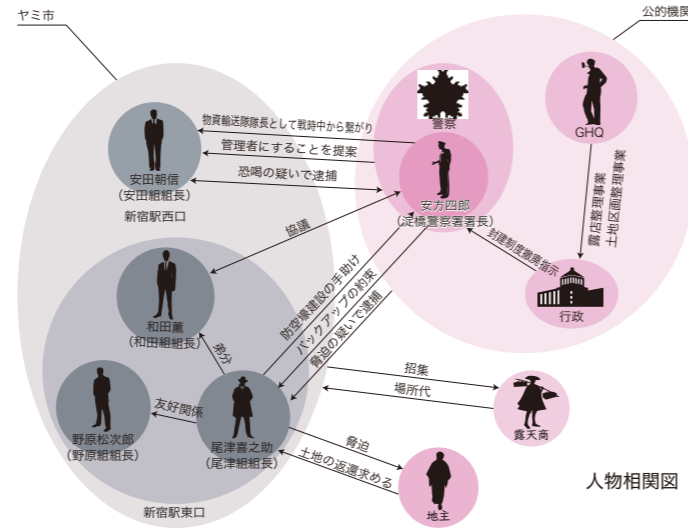 ヤミ市
公的機関
警察
GHQ
物資輸送隊隊長として戦時中から繋がり
管理者にすることを提案
恐喝の疑いで逮捕
安田朝信
(安田組組長)
新宿駅西口
安方四郎
(淀橋警察署署長)
露店整理事業
土地区画整理事業
協議
封建制度撤廃指示
行政
和田薫
(和田組組長)
防空壕建設の手助け
バックアップの約束
脅迫の疑いで逮捕
弟分
招集
場所代
露天商
友好関係
野原松次郎
(野原組組長)
尾津喜之助
(尾津組組長)
脅迫
土地の返還求める
地主
新宿駅東口
人物相関図